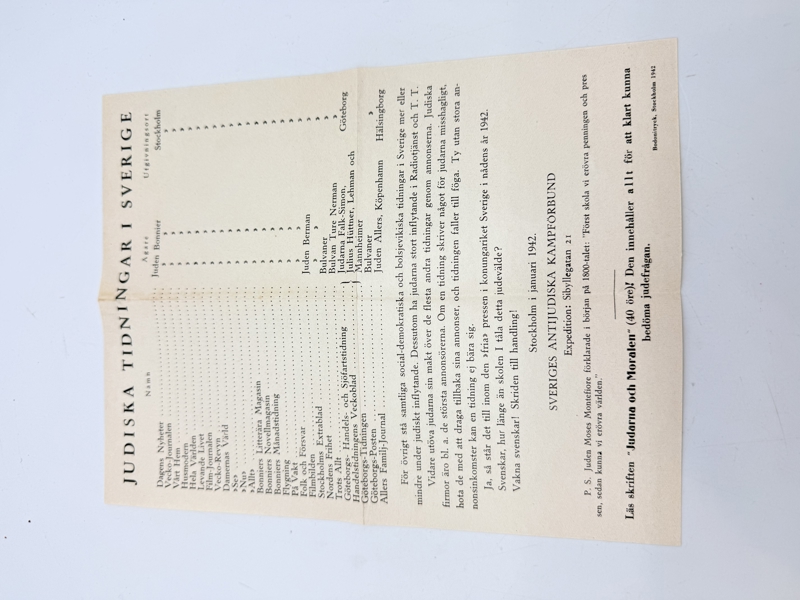 JUDISKA TIDNINGAR I SVERIGE
Namn Ägare Utgivningsort
Dagens Nyheter Juden Bonnier Stockholm
Vecko-Journalen » »
Vårt Hem » »
Husmodern » »
Hela Världen » »
Levande Livet » »
Film-Journalen » »
Vecko-Revyn » »
Damernas Värld » »
»Se» » »
»Nu» » »
»Allt» » »
Bonniers Litterära Magasin » »
Bonniers Novellmagasin » »
Bonniers Månadstidning » »
Flygning » »
På Vakt » »
Folk och Försvar Juden Berman »
Filmbilden » »
Stockholms Extrablad Bulvaner »
Nordens Frihet Bulvan Ture Nerman »
Trots Allt Judarna, Falk-Simon, Göteborg
Göteborgs- Handels- och Sjöfartstidning Julius Hüttner, Lehman och
Handelstidningens Veckoblad Mannheimer
Göteborgs-Tidningen
Göteborgs-Posten Bulvaner »
Allers Familj-Journal Juden Allers, Köpenhamn Hälsingborg
För övrigt stå samtliga social-demokratiska och bolsjevikiska tidningar i Sverige mer eller
mindre under judiskt inflytande. Dessutom ha judarna stort inflytande i Radiotjänst och T. T.
Vidare utöva judarna sin makt över de flesta andra tidningar genom annonserna. Judiska
firmor äro bl. a. de största annonsörerna. Om en tidning skriver något för judarna misshagligt,
hota de med att draga tillbaka sina annonser, och tidningen faller till föga. Ty utan stora an-
nonsinkomster kan en tidning ej bära sig.
Ja, så står det till inom den »fria» pressen i konungariket Sverige i nådens år 1942.
Svenskar, hur länge än skolen I tåla detta judevälde?
Vakna svenskar! Skriden till handling!
Stockholm i januari 1942.
SVERIGES ANTIJUDISKA KAMPFÖRBUND
Expedition: Sibyllegatan 21
P. S. Juden Moses Montefiore förklarade i början på 1800-talet: "Först skola vi erövra penningen och pres
sen, sedan kunna vi erövra världen."
Läs skriften "Judarna och Moralen" (40 öre)! Den innehåller allt för att klart kunna
bedöma judefrågan.
Stockholm 1942